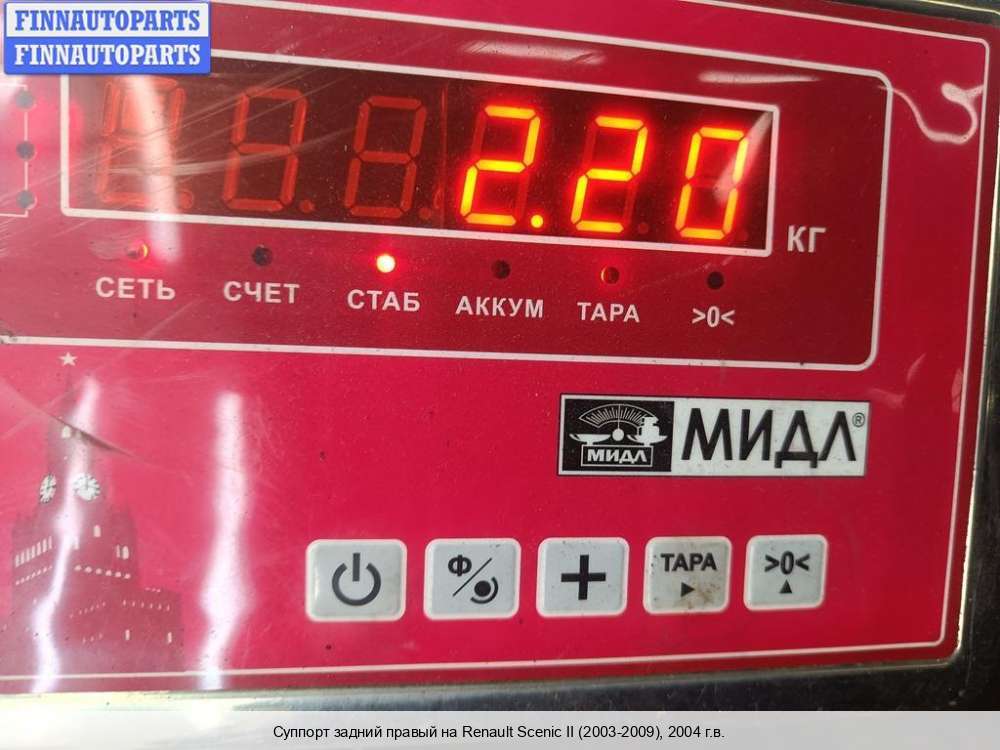 FINNAUTOPARTS
FINNAUTOPARTS
2.20
КГ
СЕТЬ СЧЕТ СТАБ АККУМ ТАРА >0<
МИДЛ МИДЛ®
Ф/ + ТАРА >0<
Суппорт задний правый на Renault Scenic II (2003-2009), 2004 г.в.